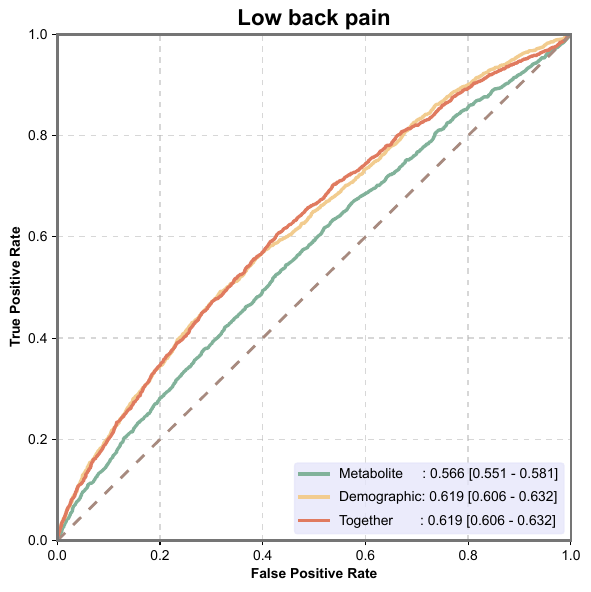 Low back pain
1.0
0.8
0.6
0.4
0.2
0.0
True Positive Rate
Metabolite : 0.566 [0.551 - 0.581]
Demographic: 0.619 [0.606 - 0.632]
Together : 0.619 [0.606 - 0.632]
0.0 0.2 0.4 0.6 0.8 1.0
False Positive Rate